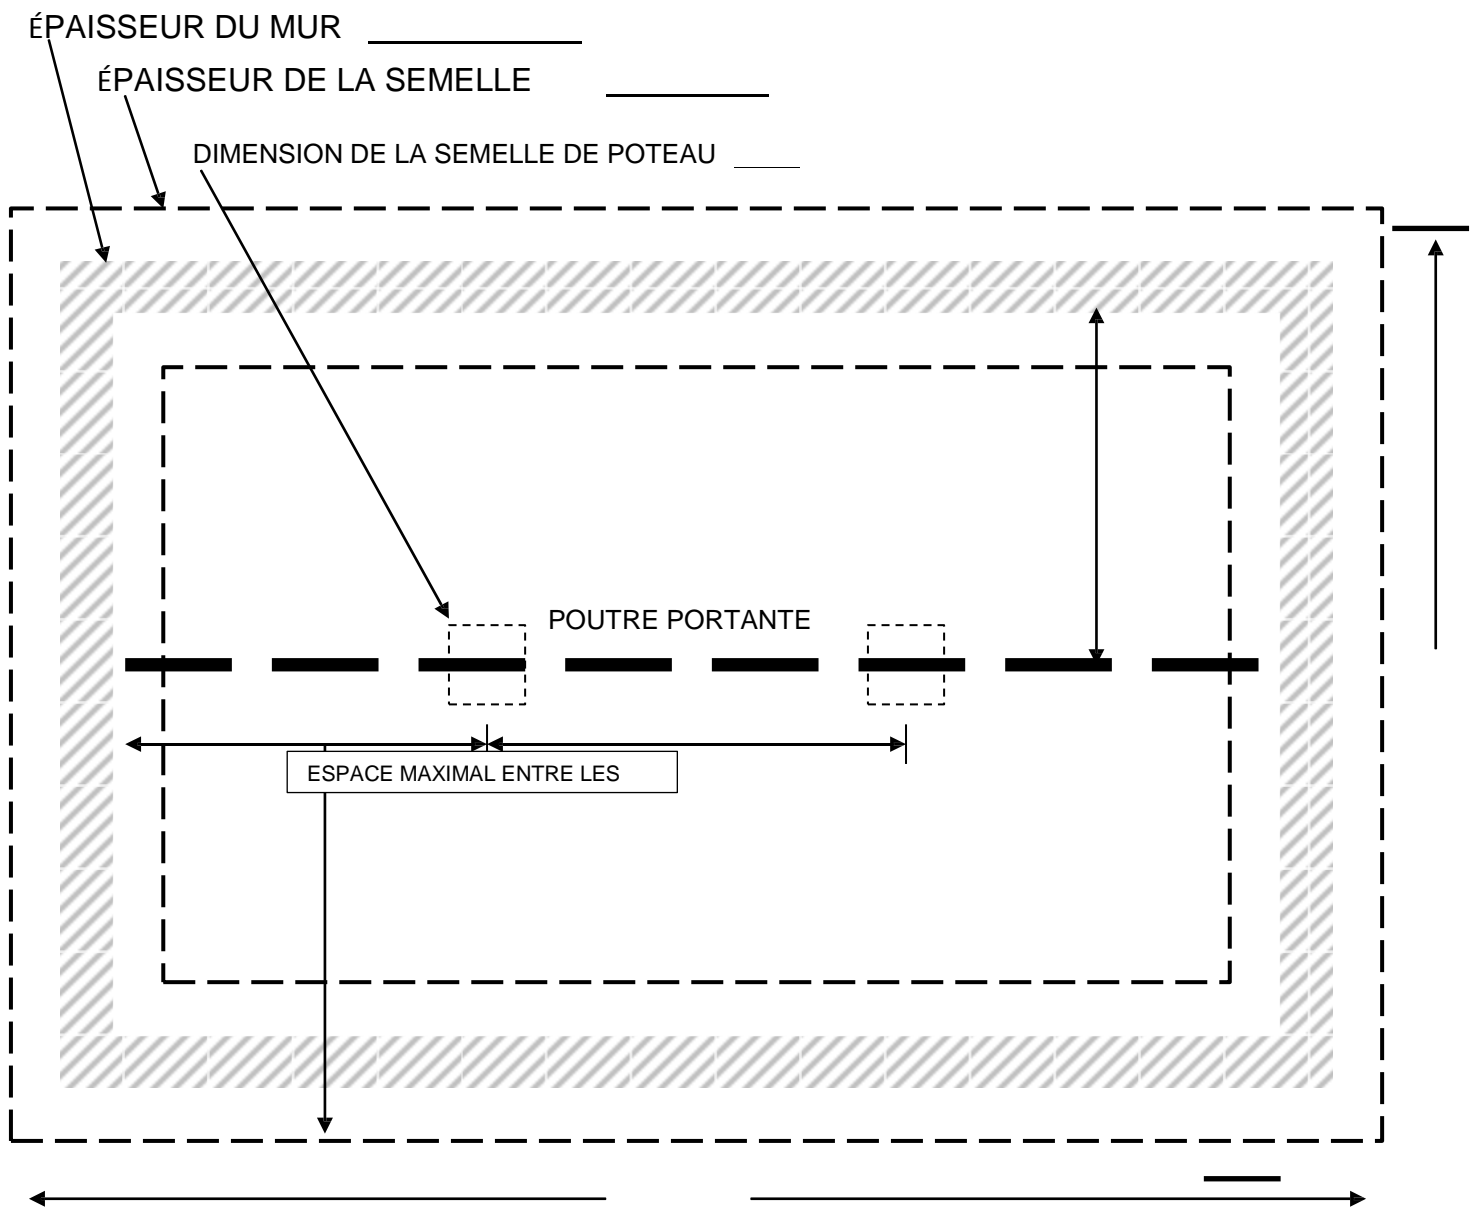 ÉPAISSEUR DU MUR
ÉPAISSEUR DE LA SEMELLE
DIMENSION DE LA SEMELLE DE POTEAU
POUTRE PORTANTE
ESPACE MAXIMAL ENTRE LES